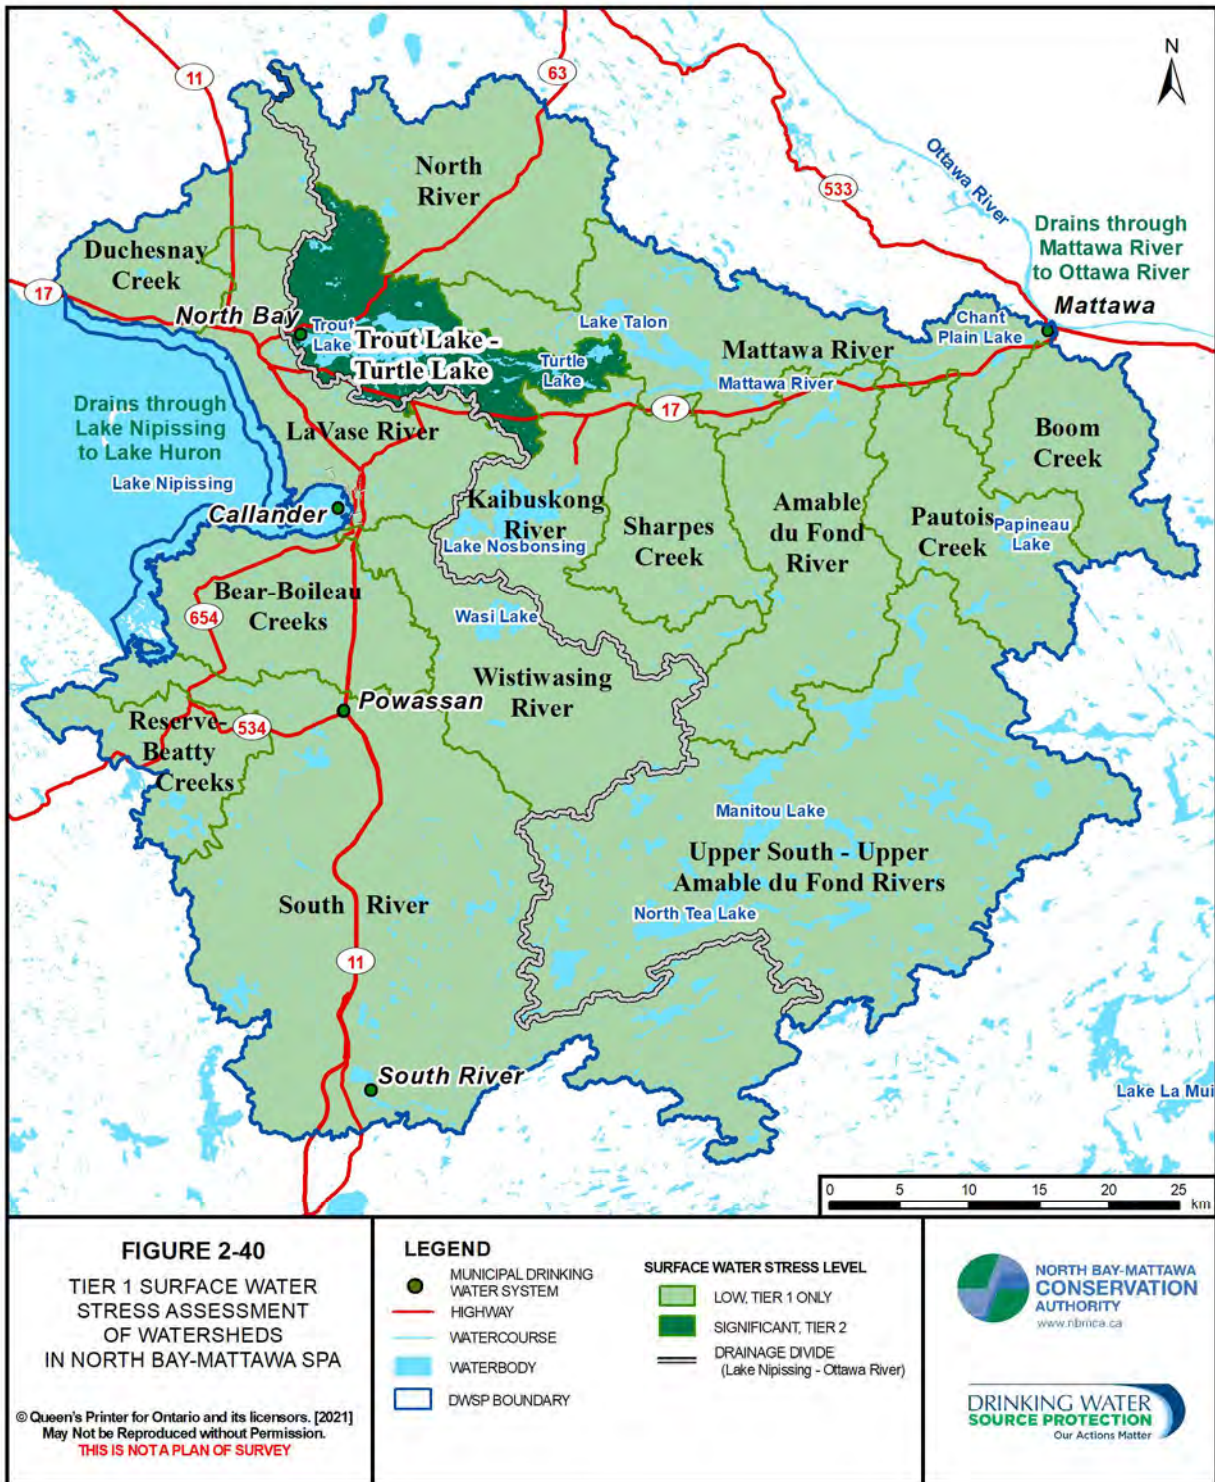 N
11
63
533
Ottawa River
North
River
Drains through
Mattawa River
to Ottawa River
Duchesnay
Creek
17
North Bay
Trout
Lake
Trout Lake -
Turtle Lake
Lake Talon
Turtle
Lake
Chant
Plain Lake
Mattawa
Mattawa River
Mattawa River
17
Drains through
Lake Nipissing
to Lake Huron
Lake Nipissing
LaVase River
Boom
Creek
Callander
Kaibuskong
River
Lake Nosbonsing
Sharpes
Creek
Amable
du Fond
River
Pautois
Creek
Papineau
Lake
Bear-Boileau
Creeks
654
Wasi Lake
Wistiwasing
River
Powassan
Reserve-
Beatty
Creeks
534
Manitou Lake
Upper South - Upper
Amable du Fond Rivers
North Tea Lake
South River
11
South River
Lake La Mui
0 5 10 15 20 25
km
FIGURE 2-40
TIER 1 SURFACE WATER
STRESS ASSESSMENT
OF WATERSHEDS
IN NORTH BAY-MATTAWA SPA
© Queen's Printer for Ontario and its licensors. [2021]
May Not be Reproduced without Permission.
THIS IS NOT A PLAN OF SURVEY
LEGEND
MUNICIPAL DRINKING
WATER SYSTEM
HIGHWAY
WATERCOURSE
WATERBODY
DWSP BOUNDARY
SURFACE WATER STRESS LEVEL
LOW, TIER 1 ONLY
SIGNIFICANT, TIER 2
DRAINAGE DIVIDE
(Lake Nipissing - Ottawa River)
NORTH BAY-MATTAWA
CONSERVATION
AUTHORITY
www.nbmca.ca
DRINKING WATER
SOURCE PROTECTION
Our Actions Matter